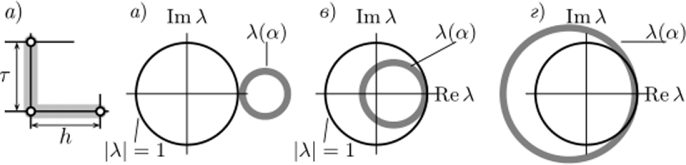 а)
τ
h
а)
Im λ
λ(α)
|λ| = 1
в)
Im λ
λ(α)
Re λ
|λ| = 1
г)
Im λ
λ(α)
Re λ